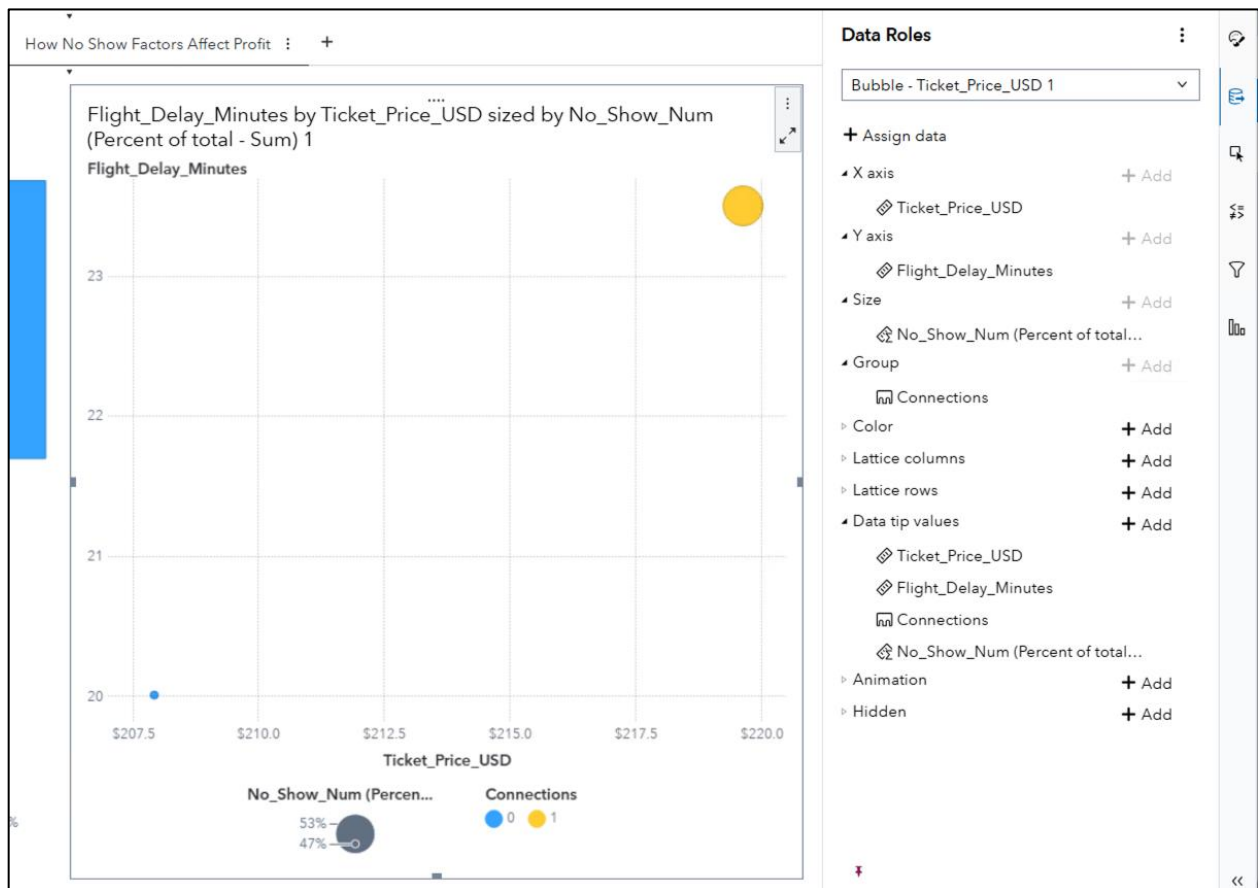 How No Show Factors Affect Profit
Flight_Delay_Minutes by Ticket_Price_USD sized by No_Show_Num
(Percent of total - Sum) 1
Flight_Delay_Minutes
23
22
21
20
$207.5 $210.0 $212.5 $215.0 $217.5 $220.0
Ticket_Price_USD
No_Show_Num (Percen...
53%
47%
Connections
0 1
%
Data Roles
Bubble - Ticket_Price_USD 1
+ Assign data
X axis + Add
Ticket_Price_USD
Y axis + Add
Flight_Delay_Minutes
Size + Add
No_Show_Num (Percent of total...
Group + Add
Connections
Color + Add
Lattice columns + Add
Lattice rows + Add
Data tip values + Add
Ticket_Price_USD
Flight_Delay_Minutes
Connections
No_Show_Num (Percent of total...
Animation + Add
Hidden + Add